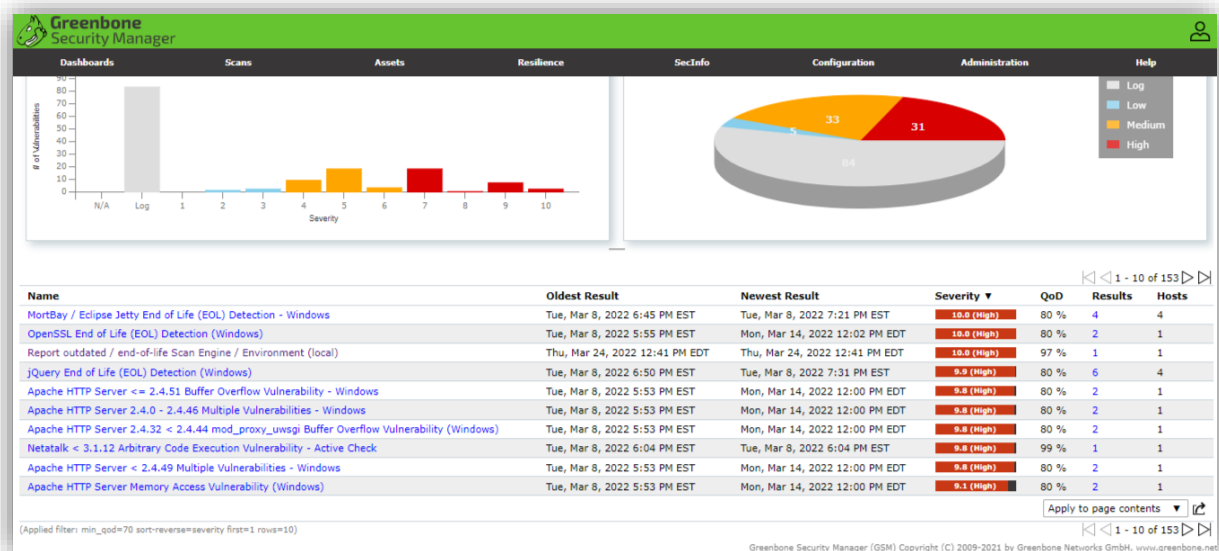 Greenbone
Security Manager
Dashboards Scans Assets Resilience SecInfo Configuration Administration Help
# of Vulnerabilities
90
80
70
60
50
40
30
20
10
0
N/A Log 1 2 3 4 5 6 7 8 9 10
Severity
33
31
5
84
Log
Low
Medium
High
1 - 10 of 153
Name Oldest Result Newest Result Severity ▼ QoD Results Hosts
MortBay / Eclipse Jetty End of Life (EOL) Detection - Windows Tue, Mar 8, 2022 6:45 PM EST Tue, Mar 8, 2022 7:21 PM EST 10.0 (High) 80 % 4 4
OpenSSL End of Life (EOL) Detection (Windows) Tue, Mar 8, 2022 5:55 PM EST Mon, Mar 14, 2022 12:02 PM EDT 10.0 (High) 80 % 2 1
Report outdated / end-of-life Scan Engine / Environment (local) Thu, Mar 24, 2022 12:41 PM EDT Thu, Mar 24, 2022 12:41 PM EDT 10.0 (High) 97 % 1 1
jQuery End of Life (EOL) Detection (Windows) Tue, Mar 8, 2022 6:50 PM EST Tue, Mar 8, 2022 7:31 PM EST 9.9 (High) 80 % 6 4
Apache HTTP Server <= 2.4.51 Buffer Overflow Vulnerability - Windows Tue, Mar 8, 2022 5:53 PM EST Mon, Mar 14, 2022 12:00 PM EDT 9.8 (High) 80 % 2 1
Apache HTTP Server 2.4.0 - 2.4.46 Multiple Vulnerabilities - Windows Tue, Mar 8, 2022 5:53 PM EST Mon, Mar 14, 2022 12:00 PM EDT 9.8 (High) 80 % 2 1
Apache HTTP Server 2.4.32 < 2.4.44 mod_proxy_uwsgi Buffer Overflow Vulnerability (Windows) Tue, Mar 8, 2022 5:53 PM EST Mon, Mar 14, 2022 12:00 PM EDT 9.8 (High) 80 % 2 1
Netatalk < 3.1.12 Arbitrary Code Execution Vulnerability - Active Check Tue, Mar 8, 2022 6:04 PM EST Tue, Mar 8, 2022 6:04 PM EST 9.8 (High) 99 % 1 1
Apache HTTP Server < 2.4.49 Multiple Vulnerabilities - Windows Tue, Mar 8, 2022 5:53 PM EST Mon, Mar 14, 2022 12:00 PM EDT 9.8 (High) 80 % 2 1
Apache HTTP Server Memory Access Vulnerability (Windows) Tue, Mar 8, 2022 5:53 PM EST Mon, Mar 14, 2022 12:00 PM EDT 9.1 (High) 80 % 2 1
Apply to page contents ▼
(Applied filter: min_qod=70 sort-reverse=severity first=1 rows=10)
1 - 10 of 153
Greenbone Security Manager (GSM) Copyright (C) 2009-2021 by Greenbone Networks GmbH, www.greenbone.net